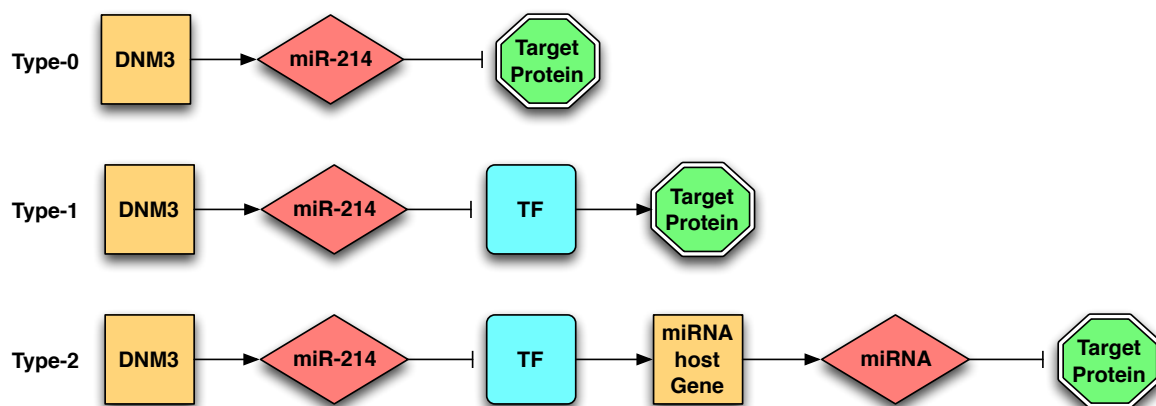 Type-0
DNM3
miR-214
Target
Protein
Type-1
DNM3
miR-214
TF
Target
Protein
Type-2
DNM3
miR-214
TF
miRNA
host
Gene
miRNA
Target
Protein